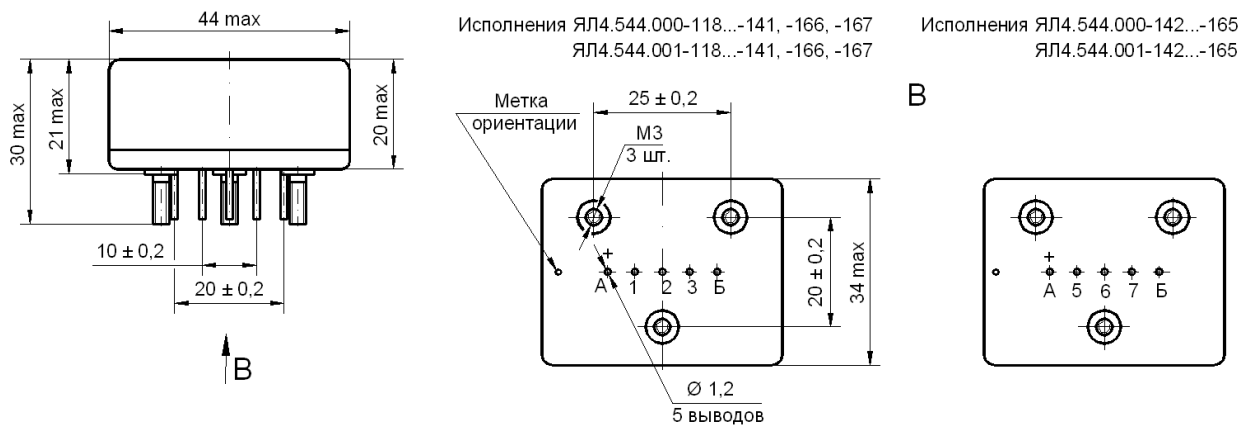 44 max
30 max
21 max
20 max
10 ± 0,2
20 ± 0,2
В
Исполнения ЯЛ4.544.000-118...-141, -166, -167
ЯЛ4.544.001-118...-141, -166, -167
Метка
ориентации
25 ± 0,2
М3
3 шт.
+
А 1 2 3 Б
20 ± 0,2
34 max
Ø 1,2
5 выводов
Исполнения ЯЛ4.544.000-142...-165
ЯЛ4.544.001-142...-165
В
+
А 5 6 7 Б